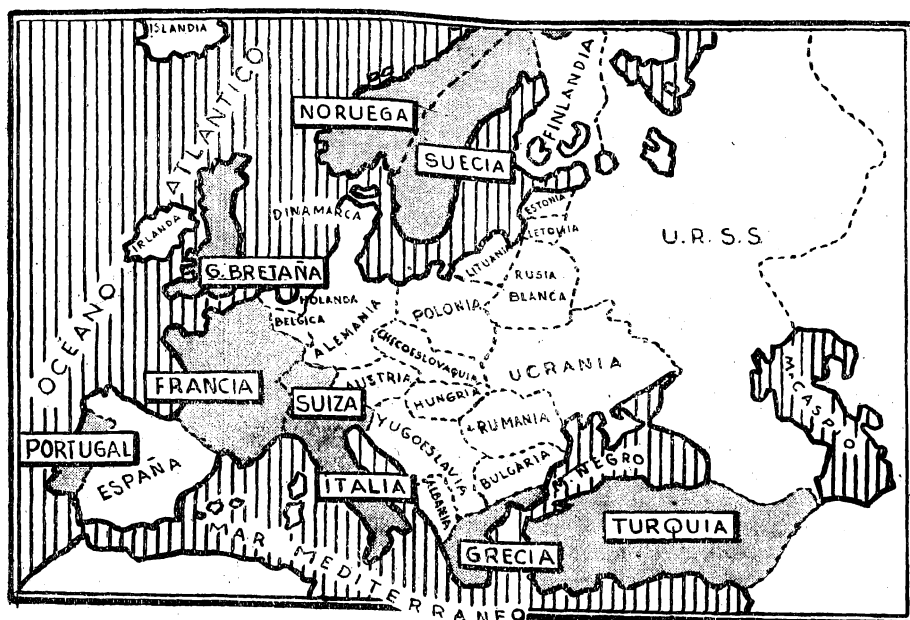 ISLANDIA
OCEANO ATLANTICO
NORUEGA
SUECIA
FINLANDIA
DINAMARCA
ESTONIA
LETONIA
LITUANIA
IRLANDA
G. BRETAÑA
HOLANDA
BELGICA
ALEMANIA
POLONIA
RUSIA
BLANCA
U.R.S.S.
CHECOESLOVAQUIA
UCRANIA
FRANCIA
SUIZA
AUSTRIA
HUNGRIA
RUMANIA
YUGOESLAVIA
BULGARIA
ALBANIA
M. NEGRO
M. CASPIO
PORTUGAL
ESPAÑA
ITALIA
GRECIA
TURQUIA
MAR MEDITERRANEO